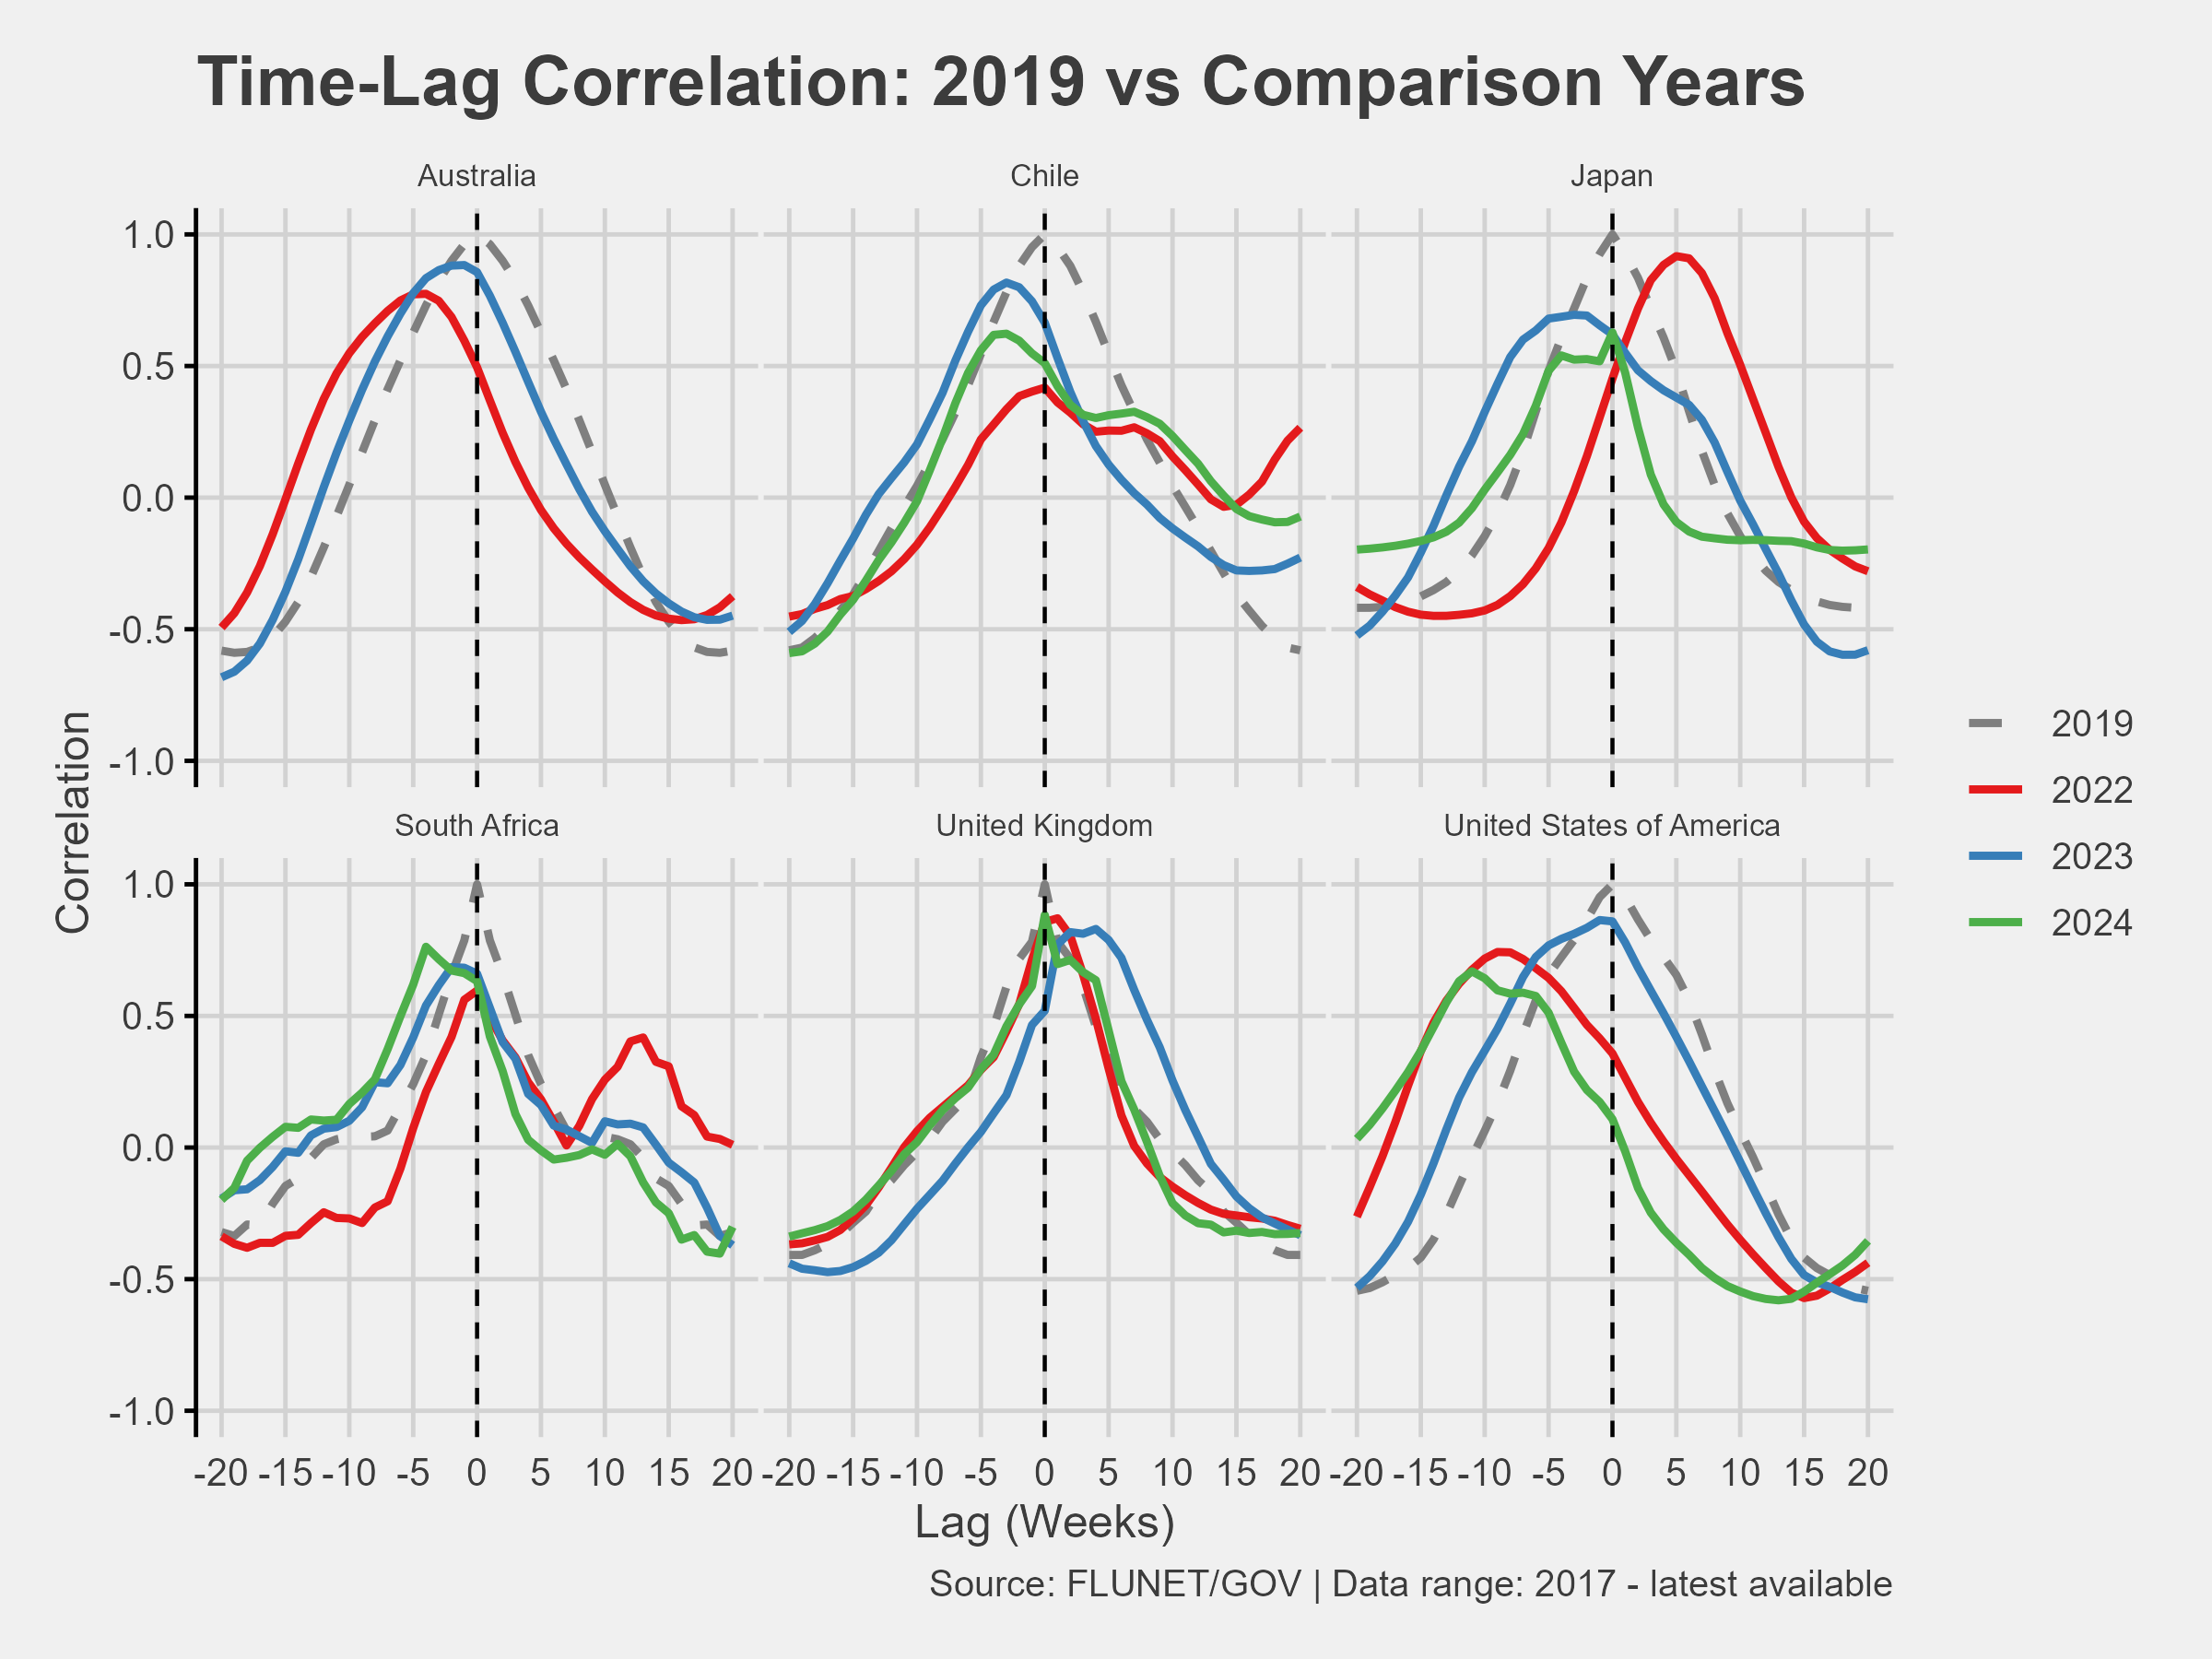 Time-Lag Correlation: 2019 vs Comparison Years
Australia
Chile
Japan
1.0
0.5
0.0
-0.5
-1.0
South Africa
United Kingdom
United States of America
1.0
0.5
0.0
-0.5
-1.0
Correlation
-20 -15 -10 -5 0 5 10 15 20 -20 -15 -10 -5 0 5 10 15 20 -20 -15 -10 -5 0 5 10 15 20
Lag (Weeks)
2019
2022
2023
2024
Source: FLUNET/GOV | Data range: 2017 - latest available